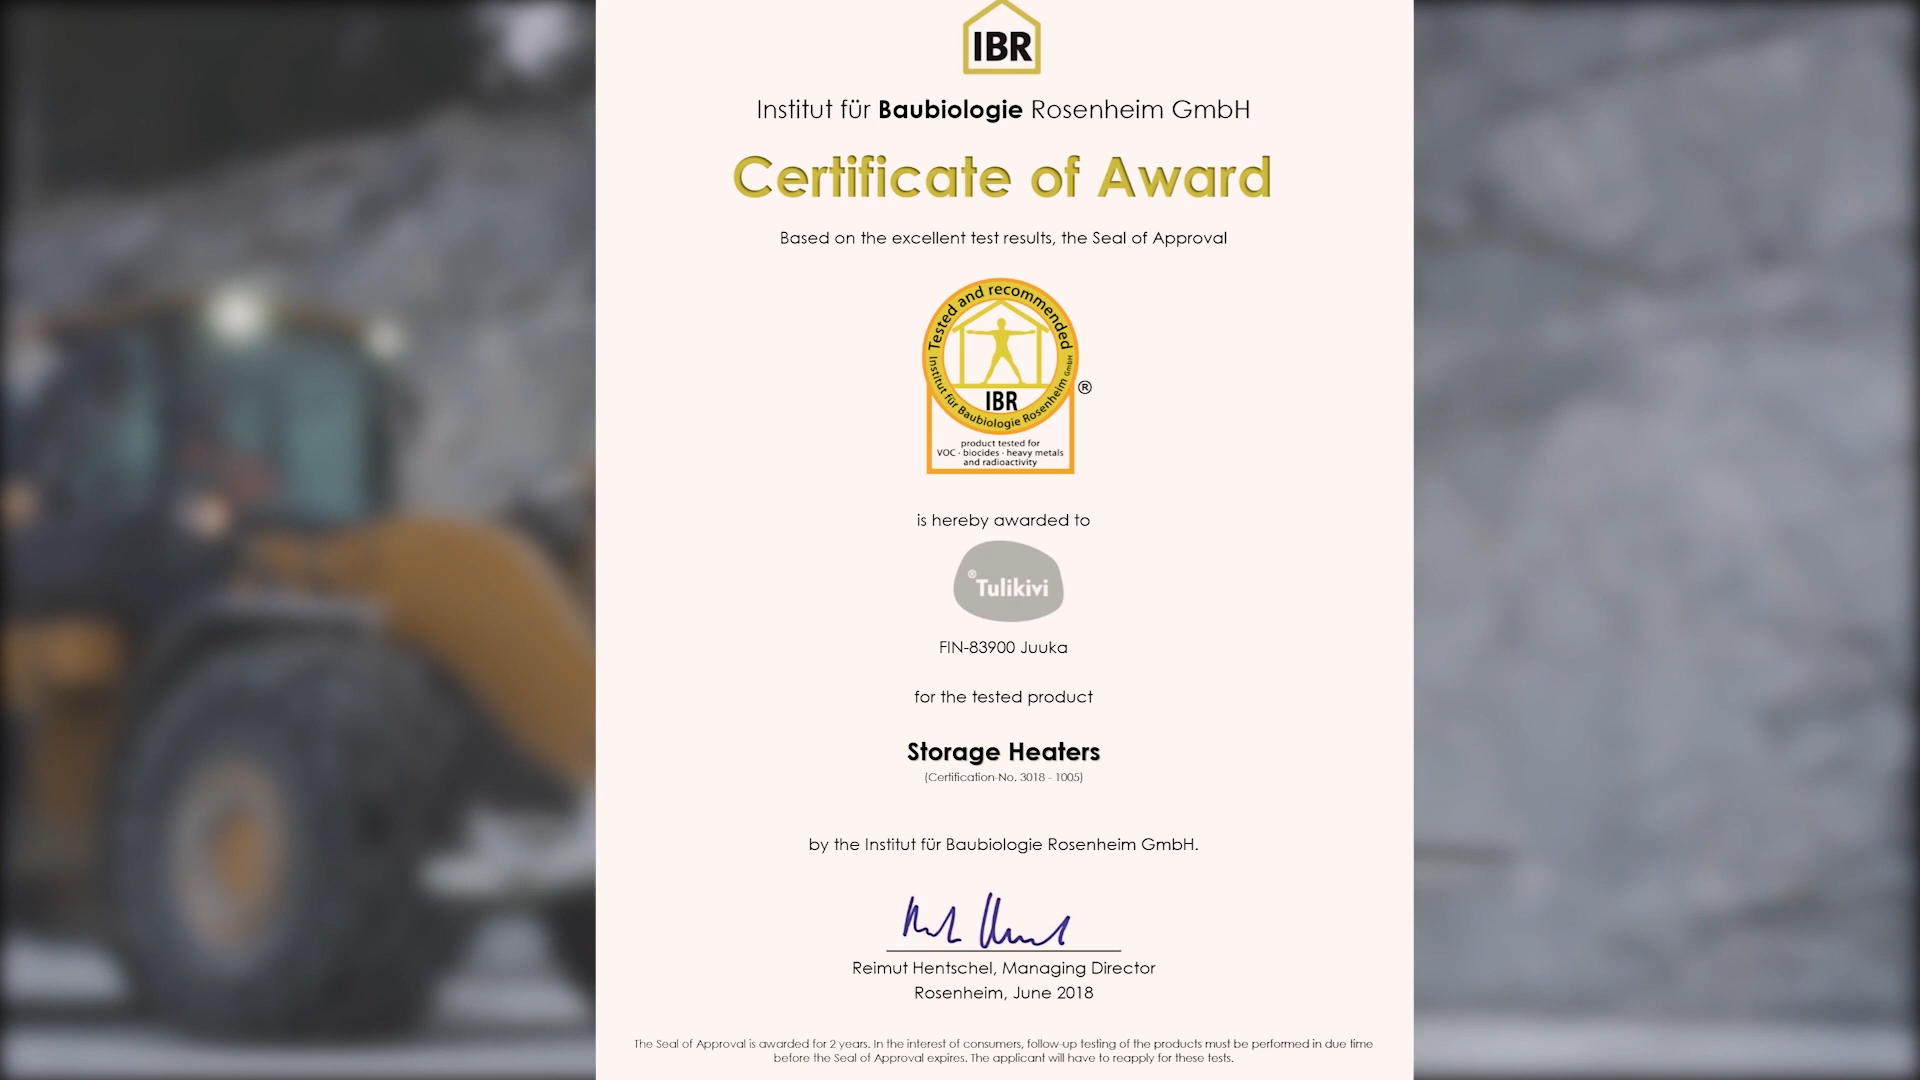 IBR
Institut für Baubiologie Rosenheim GmbH
Certificate of Award
Based on the excellent test results, the Seal of Approval
Tested and recommended
IBR
Institut für Baubiologie Rosenheim GmbH
®
product tested for
VOC - biocides - heavy metals
and radioactivity
is hereby awarded to
®Tulikivi
FIN-83900 Juuka
for the tested product
Storage Heaters
(Certification-No. 3018 - 1005)
by the Institut für Baubiologie Rosenheim GmbH.
Reimut Hentschel, Managing Director
Rosenheim, June 2018
The Seal of Approval is awarded for 2 years. In the interest of consumers, follow-up testing of the products must be performed in due time
before the Seal of Approval expires. The applicant will have to reapply for these tests.